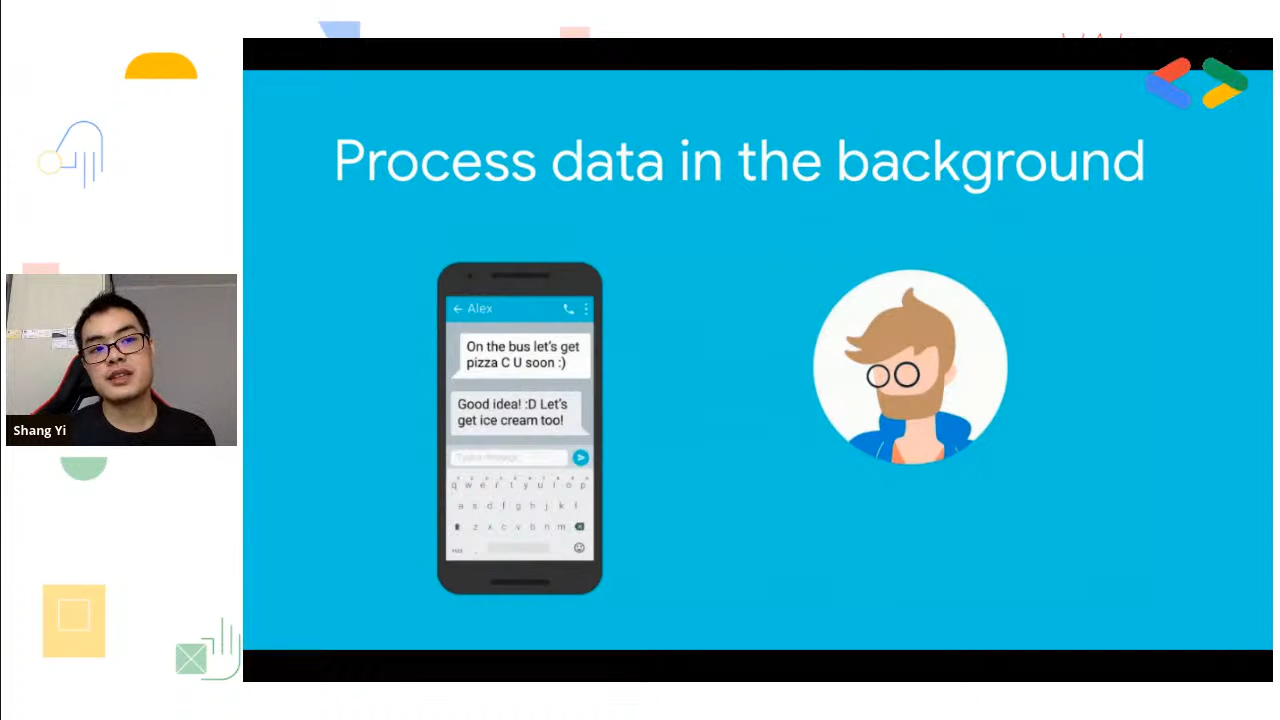 Process data in the background
Alex
On the bus let's get
pizza C U soon :)
Good idea! :D Let's
get ice cream too!
q w e r t y u i o p
a s d f g h j k l
z x c v b n m
Shang Yi